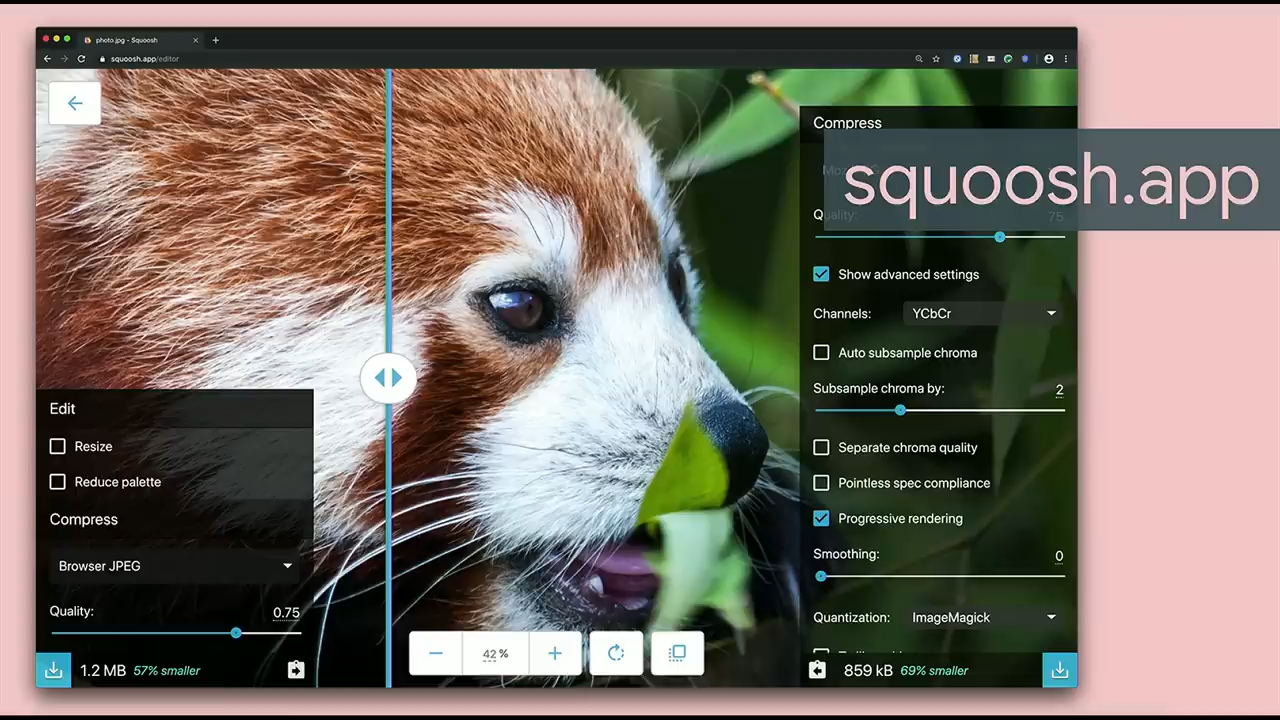 photo.jpg - Squoosh
squoosh.app/editor
Compress
squoosh.app
Quality:
75
Show advanced settings
Channels:
YCbCr
Auto subsample chroma
Subsample chroma by:
2
Separate chroma quality
Pointless spec compliance
Progressive rendering
Smoothing:
0
Quantization:
ImageMagick
Edit
Resize
Reduce palette
Compress
Browser JPEG
Quality:
0.75
1.2 MB 57% smaller
42 %
859 kB 69% smaller